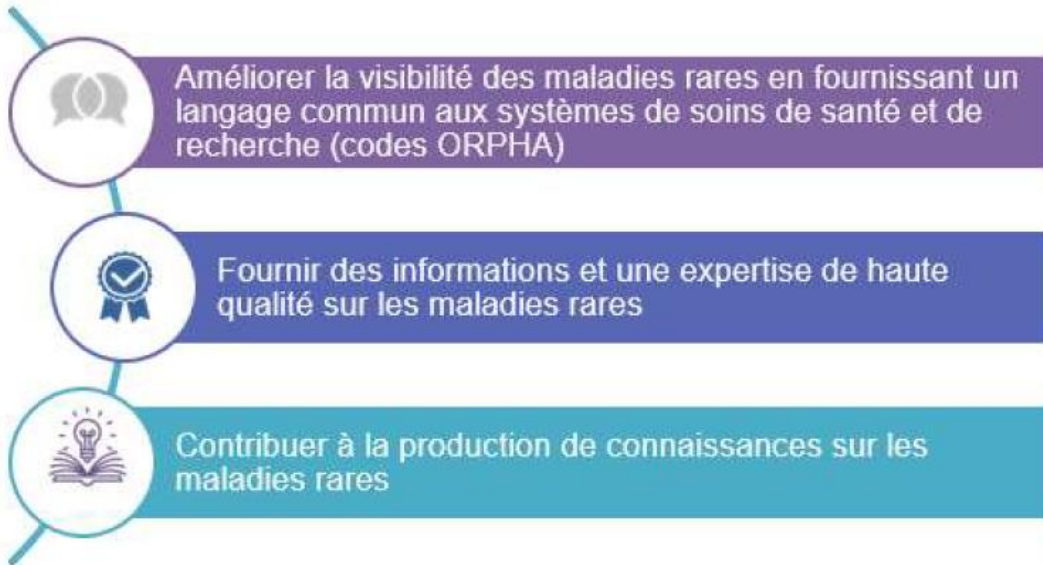 Améliorer la visibilité des maladies rares en fournissant un
langage commun aux systèmes de soins de santé et de
recherche (codes ORPHA)
Fournir des informations et une expertise de haute
qualité sur les maladies rares
Contribuer à la production de connaissances sur les
maladies rares